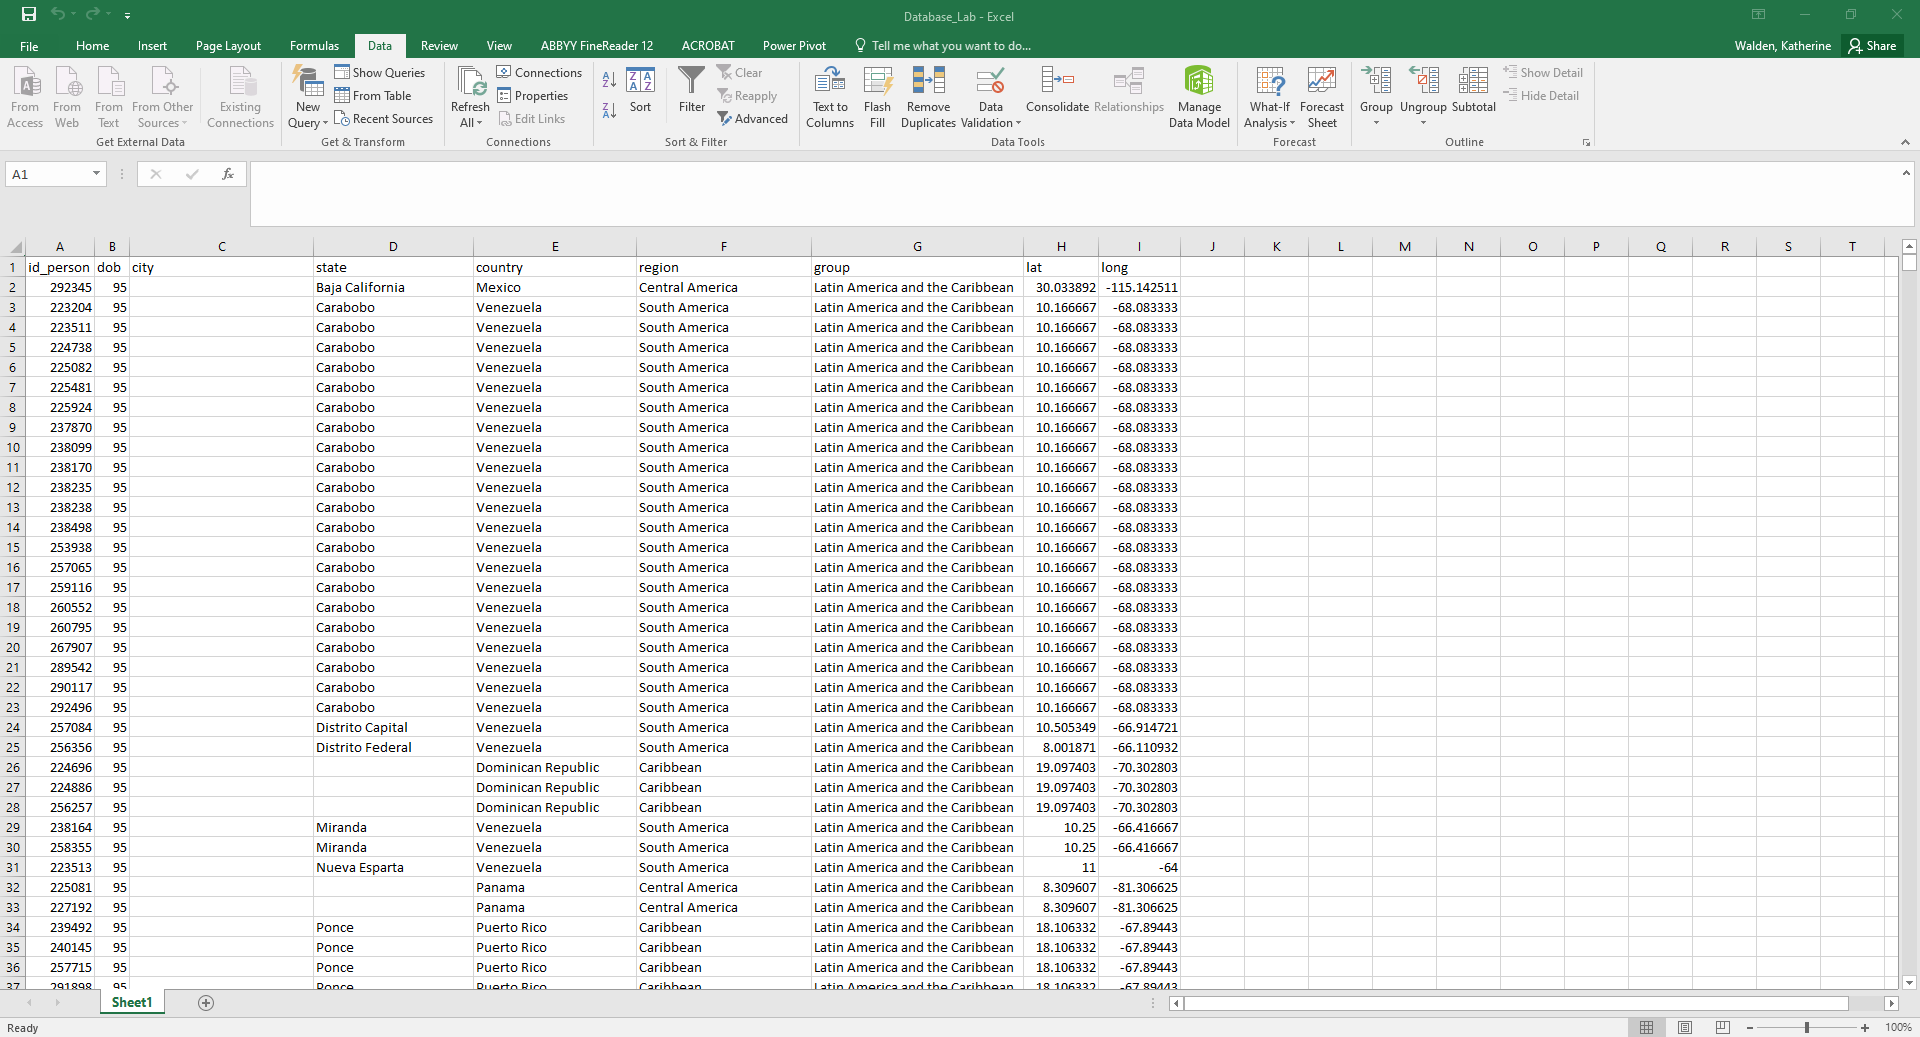 Database_Lab - Excel
File Home Insert Page Layout Formulas Data Review View ABBYY FineReader 12 ACROBAT Power Pivot Tell me what you want to do... Walden, Katherine Share
From Access From Web From Text From Other Sources Existing Connections
Get External Data
New Query Show Queries From Table Recent Sources
Get & Transform
Refresh All Connections Properties Edit Links
Connections
Sort Filter Clear Reapply Advanced
Sort & Filter
Text to Columns Flash Fill Remove Duplicates Data Validation Consolidate Relationships Manage Data Model
Data Tools
What-If Analysis Forecast Sheet
Forecast
Group Ungroup Subtotal Show Detail Hide Detail
Outline
A1 fx
A B C D E F G H I J K L M N O P Q R S T
1 id_person dob city state country region group lat long
2 292345 95 Baja California Mexico Central America Latin America and the Caribbean 30.033892 -115.142511
3 223204 95 Carabobo Venezuela South America Latin America and the Caribbean 10.166667 -68.083333
4 223511 95 Carabobo Venezuela South America Latin America and the Caribbean 10.166667 -68.083333
5 224738 95 Carabobo Venezuela South America Latin America and the Caribbean 10.166667 -68.083333
6 225082 95 Carabobo Venezuela South America Latin America and the Caribbean 10.166667 -68.083333
7 225481 95 Carabobo Venezuela South America Latin America and the Caribbean 10.166667 -68.083333
8 225924 95 Carabobo Venezuela South America Latin America and the Caribbean 10.166667 -68.083333
9 237870 95 Carabobo Venezuela South America Latin America and the Caribbean 10.166667 -68.083333
10 238099 95 Carabobo Venezuela South America Latin America and the Caribbean 10.166667 -68.083333
11 238170 95 Carabobo Venezuela South America Latin America and the Caribbean 10.166667 -68.083333
12 238235 95 Carabobo Venezuela South America Latin America and the Caribbean 10.166667 -68.083333
13 238238 95 Carabobo Venezuela South America Latin America and the Caribbean 10.166667 -68.083333
14 238498 95 Carabobo Venezuela South America Latin America and the Caribbean 10.166667 -68.083333
15 253938 95 Carabobo Venezuela South America Latin America and the Caribbean 10.166667 -68.083333
16 257065 95 Carabobo Venezuela South America Latin America and the Caribbean 10.166667 -68.083333
17 259116 95 Carabobo Venezuela South America Latin America and the Caribbean 10.166667 -68.083333
18 260552 95 Carabobo Venezuela South America Latin America and the Caribbean 10.166667 -68.083333
19 260795 95 Carabobo Venezuela South America Latin America and the Caribbean 10.166667 -68.083333
20 267907 95 Carabobo Venezuela South America Latin America and the Caribbean 10.166667 -68.083333
21 289542 95 Carabobo Venezuela South America Latin America and the Caribbean 10.166667 -68.083333
22 290117 95 Carabobo Venezuela South America Latin America and the Caribbean 10.166667 -68.083333
23 292496 95 Carabobo Venezuela South America Latin America and the Caribbean 10.166667 -68.083333
24 257084 95 Distrito Capital Venezuela South America Latin America and the Caribbean 10.505349 -66.914721
25 256356 95 Distrito Federal Venezuela South America Latin America and the Caribbean 8.001871 -66.110932
26 224696 95 Dominican Republic Caribbean Latin America and the Caribbean 19.097403 -70.302803
27 224886 95 Dominican Republic Caribbean Latin America and the Caribbean 19.097403 -70.302803
28 256257 95 Dominican Republic Caribbean Latin America and the Caribbean 19.097403 -70.302803
29 238164 95 Miranda Venezuela South America Latin America and the Caribbean 10.25 -66.416667
30 258355 95 Miranda Venezuela South America Latin America and the Caribbean 10.25 -66.416667
31 223513 95 Nueva Esparta Venezuela South America Latin America and the Caribbean 11 -64
32 225081 95 Panama Central America Latin America and the Caribbean 8.309607 -81.306625
33 227192 95 Panama Central America Latin America and the Caribbean 8.309607 -81.306625
34 239492 95 Ponce Puerto Rico Caribbean Latin America and the Caribbean 18.106332 -67.89443
35 240145 95 Ponce Puerto Rico Caribbean Latin America and the Caribbean 18.106332 -67.89443
36 257715 95 Ponce Puerto Rico Caribbean Latin America and the Caribbean 18.106332 -67.89443
37 291898 95 Ponce Puerto Rico Caribbean Latin America and the Caribbean 18.106332 -67.89443
Sheet1
Ready 100%